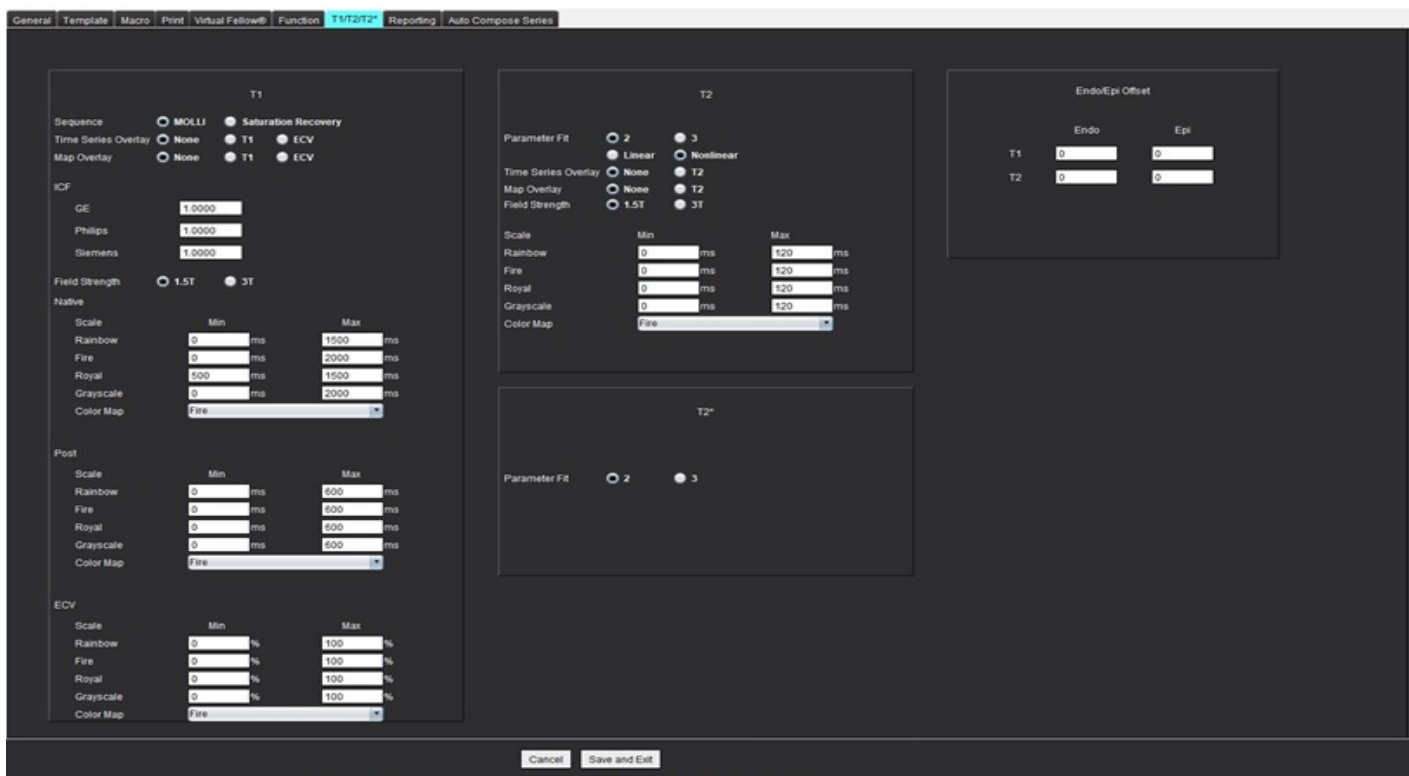 General Template Macro Print Virtual Fellow® Function T1/T2/T2* Reporting Auto Compose Series
T1
Sequence MOLLI Saturation Recovery
Time Series Overlay None T1 ECV
Map Overlay None T1 ECV
ICF
GE 1.0000
Philips 1.0000
Siemens 1.0000
Field Strength 1.5T 3T
Native
Scale Min Max
Rainbow 0 ms 1500 ms
Fire 0 ms 2000 ms
Royal 500 ms 1500 ms
Grayscale 0 ms 2000 ms
Color Map Fire
Post
Scale Min Max
Rainbow 0 ms 600 ms
Fire 0 ms 600 ms
Royal 0 ms 600 ms
Grayscale 0 ms 600 ms
Color Map Fire
ECV
Scale Min Max
Rainbow 0 % 100 %
Fire 0 % 100 %
Royal 0 % 100 %
Grayscale 0 % 100 %
Color Map Fire
T2
Parameter Fit 2 3
Linear Nonlinear
Time Series Overlay None T2
Map Overlay None T2
Field Strength 1.5T 3T
Scale Min Max
Rainbow 0 ms 120 ms
Fire 0 ms 120 ms
Royal 0 ms 120 ms
Grayscale 0 ms 120 ms
Color Map Fire
T2*
Parameter Fit 2 3
Endo/Epi Offset
Endo Epi
T1 0 0
T2 0 0
Cancel Save and Exit